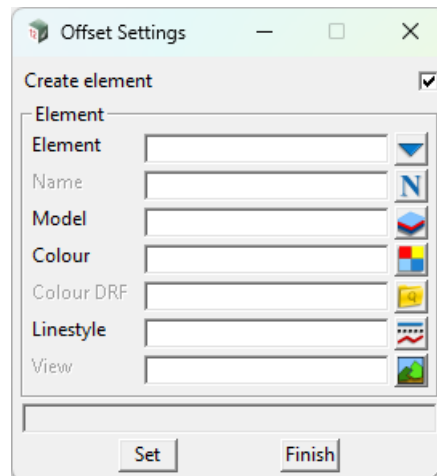 Offset Settings
Create element
Element
Element
Name
N
Model
Colour
Colour DRF
Linestyle
View
Set Finish